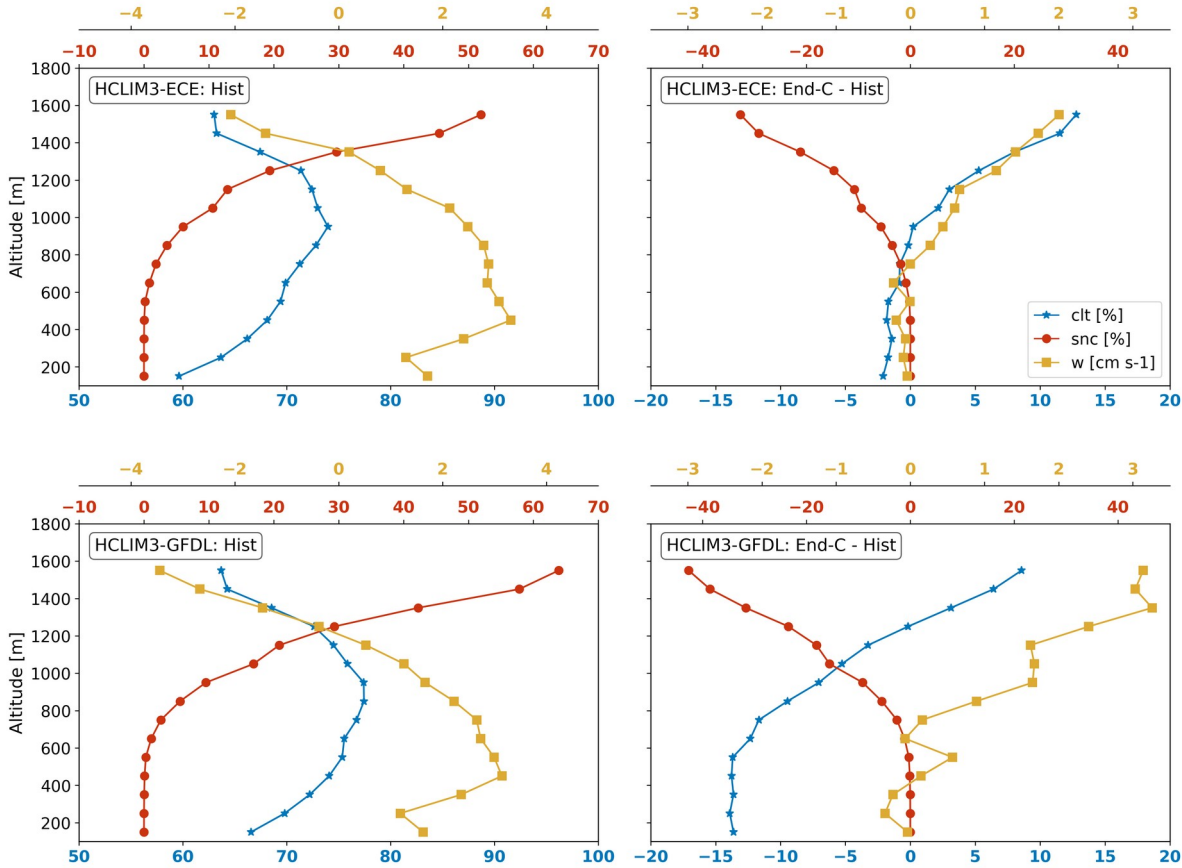 −4 −2 0 2 4
−3 −2 −1 0 1 2 3
−10 0 10 20 30 40 50 60 70
−40 −20 0 20 40
1800
1600
1400
1200
1000
800
600
400
200
Altitude [m]
HCLIM3-ECE: Hist
50 60 70 80 90 100
HCLIM3-ECE: End-C - Hist
clt [%]
snc [%]
w [cm s-1]
−20 −15 −10 −5 0 5 10 15 20
−4 −2 0 2 4
−3 −2 −1 0 1 2 3
−10 0 10 20 30 40 50 60 70
−40 −20 0 20 40
1800
1600
1400
1200
1000
800
600
400
200
Altitude [m]
HCLIM3-GFDL: Hist
50 60 70 80 90 100
HCLIM3-GFDL: End-C - Hist
−20 −15 −10 −5 0 5 10 15 20